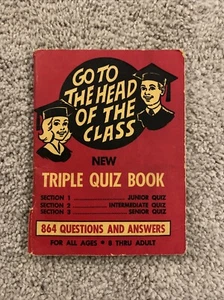 GO TO
THE HEAD
OF THE
CLASS
NEW
TRIPLE QUIZ BOOK
SECTION 1 ........ JUNIOR QUIZ
SECTION 2 ........ INTERMEDIATE QUIZ
SECTION 3 ........ SENIOR QUIZ
864 QUESTIONS AND ANSWERS
FOR ALL AGES * 8 THRU ADULT